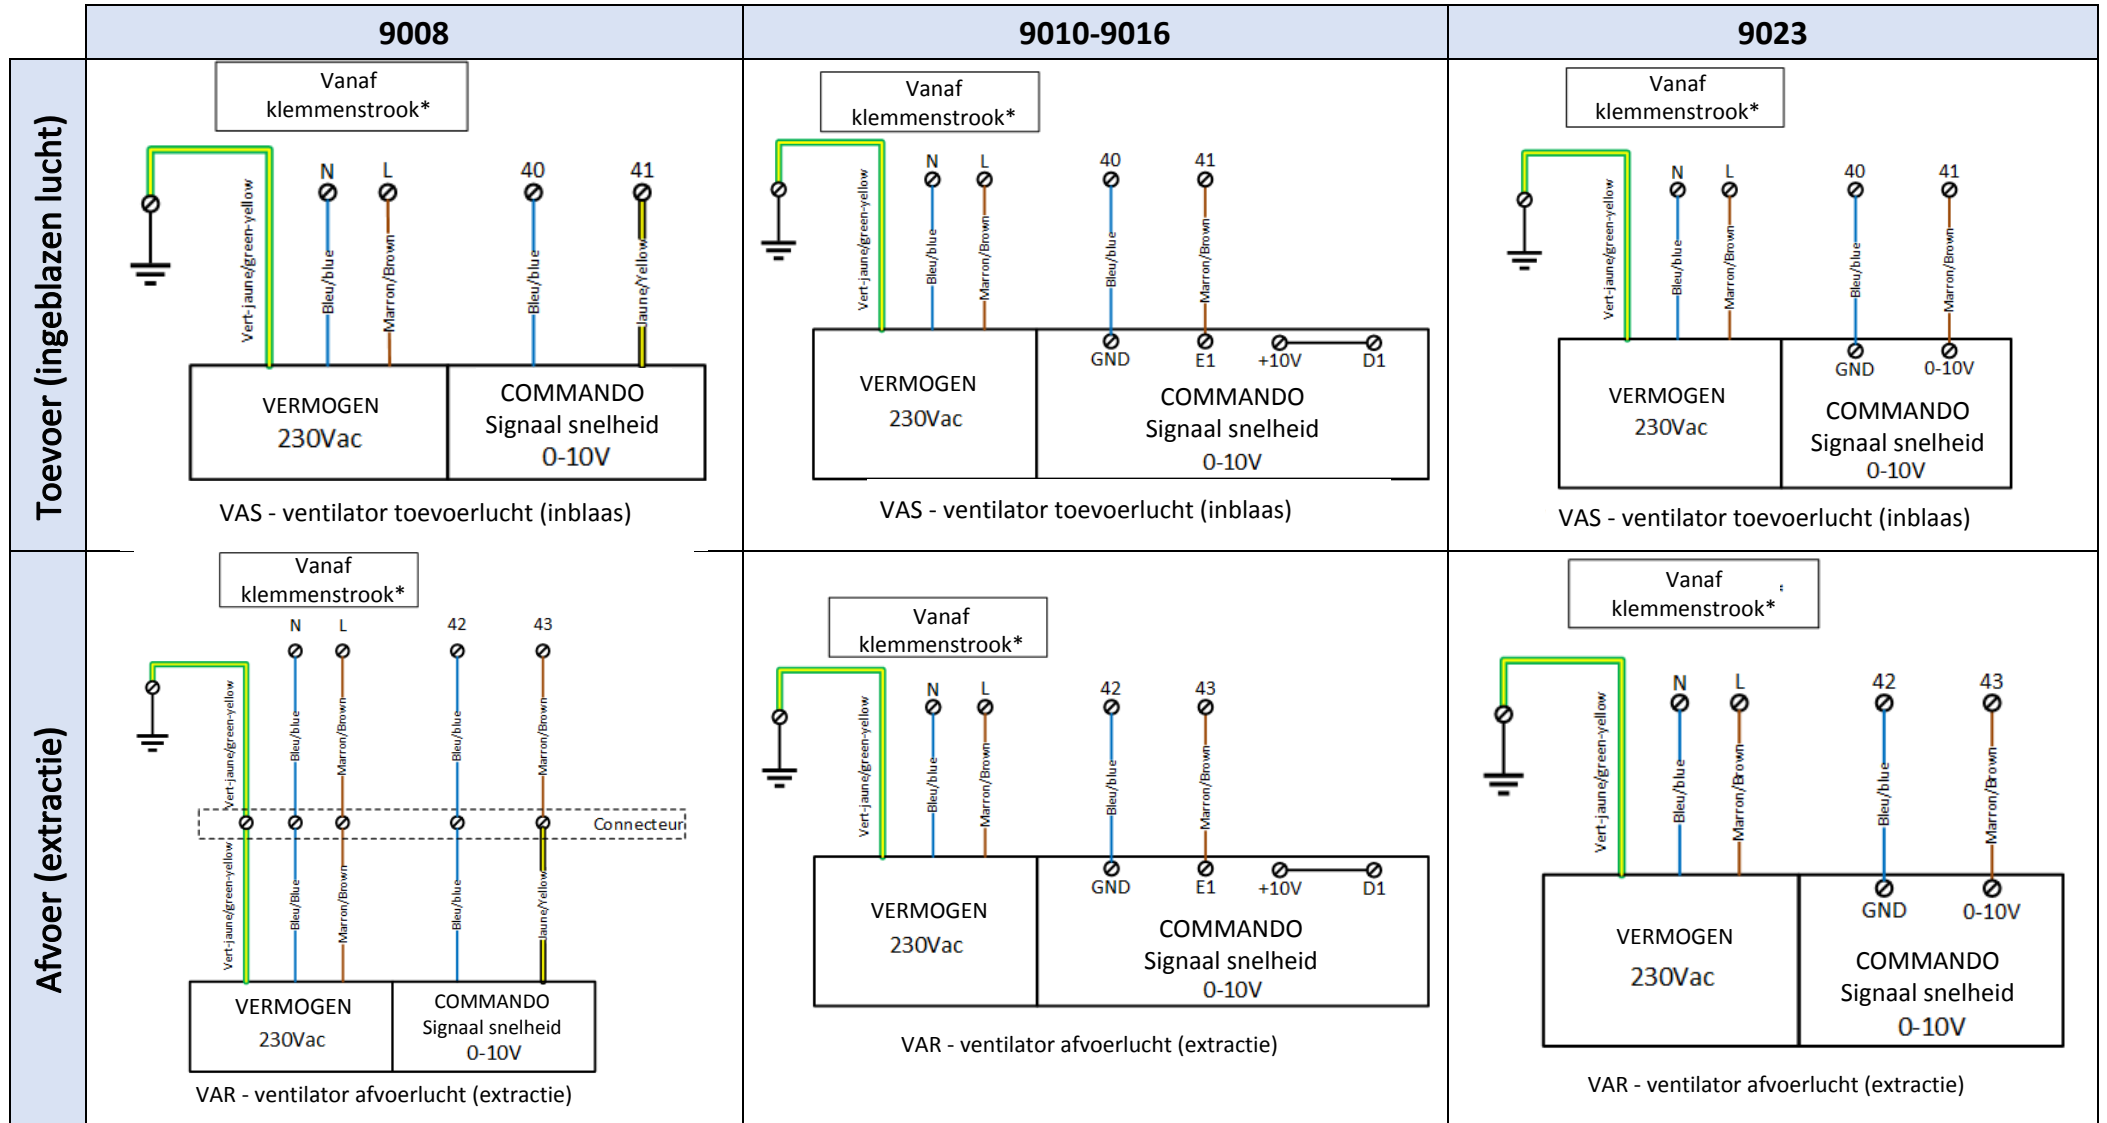 9008
9010-9016
9023
Toevoer (ingeblazen lucht)
Vanaf
klemmenstrook*
N
L
40
41
Vert-jaune/green-yellow
Bleu/blue
Marron/Brown
Bleu/blue
Jaune/Yellow
VERMOGEN
230Vac
COMMANDO
Signaal snelheid
0-10V
VAS - ventilator toevoerlucht (inblaas)
Vanaf
klemmenstrook*
N
L
40
41
Vert-jaune/green-yellow
Bleu/blue
Marron/Brown
Bleu/blue
Marron/Brown
GND
E1
+10V
D1
VERMOGEN
230Vac
COMMANDO
Signaal snelheid
0-10V
VAS - ventilator toevoerlucht (inblaas)
Vanaf
klemmenstrook*
N
L
40
41
Vert-jaune/green-yellow
Bleu/blue
Marron/Brown
Bleu/blue
Marron/Brown
GND
0-10V
VERMOGEN
230Vac
COMMANDO
Signaal snelheid
0-10V
VAS - ventilator toevoerlucht (inblaas)
Afvoer (extractie)
Vanaf
klemmenstrook*
N
L
42
43
Vert-jaune/green-yellow
Bleu/blue
Marron/Brown
Bleu/blue
Marron/Brown
Connecteur
Vert-jaune/green-yellow
Bleu/Blue
Marron/Brown
Bleu/blue
Jaune/Yellow
VERMOGEN
230Vac
COMMANDO
Signaal snelheid
0-10V
VAR - ventilator afvoerlucht (extractie)
Vanaf
klemmenstrook*
N
L
42
43
Vert-jaune/green-yellow
Bleu/blue
Marron/Brown
Bleu/blue
Marron/Brown
GND
E1
+10V
D1
VERMOGEN
230Vac
COMMANDO
Signaal snelheid
0-10V
VAR - ventilator afvoerlucht (extractie)
Vanaf
klemmenstrook*
N
L
42
43
Vert-jaune/green-yellow
Bleu/blue
Marron/Brown
Bleu/blue
Marron/Brown
GND
0-10V
VERMOGEN
230Vac
COMMANDO
Signaal snelheid
0-10V
VAR - ventilator afvoerlucht (extractie)